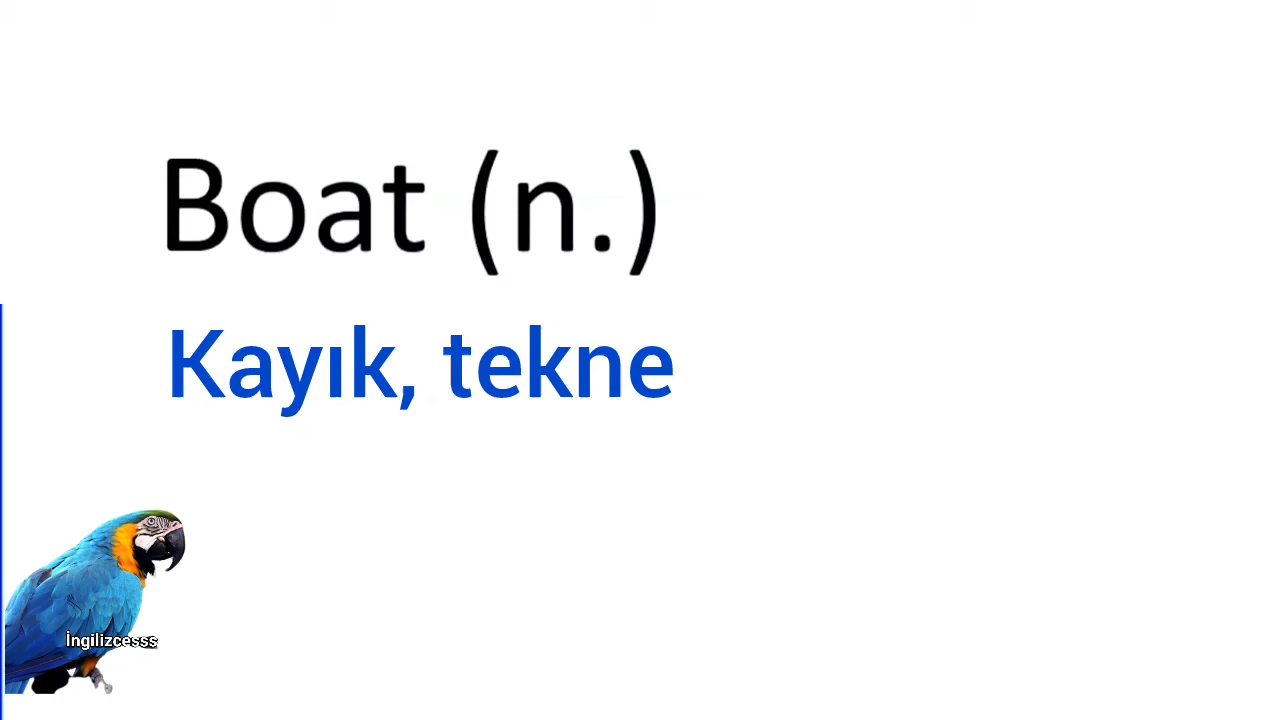 Boat (n.)
Kayık, tekne
İngilizcesss